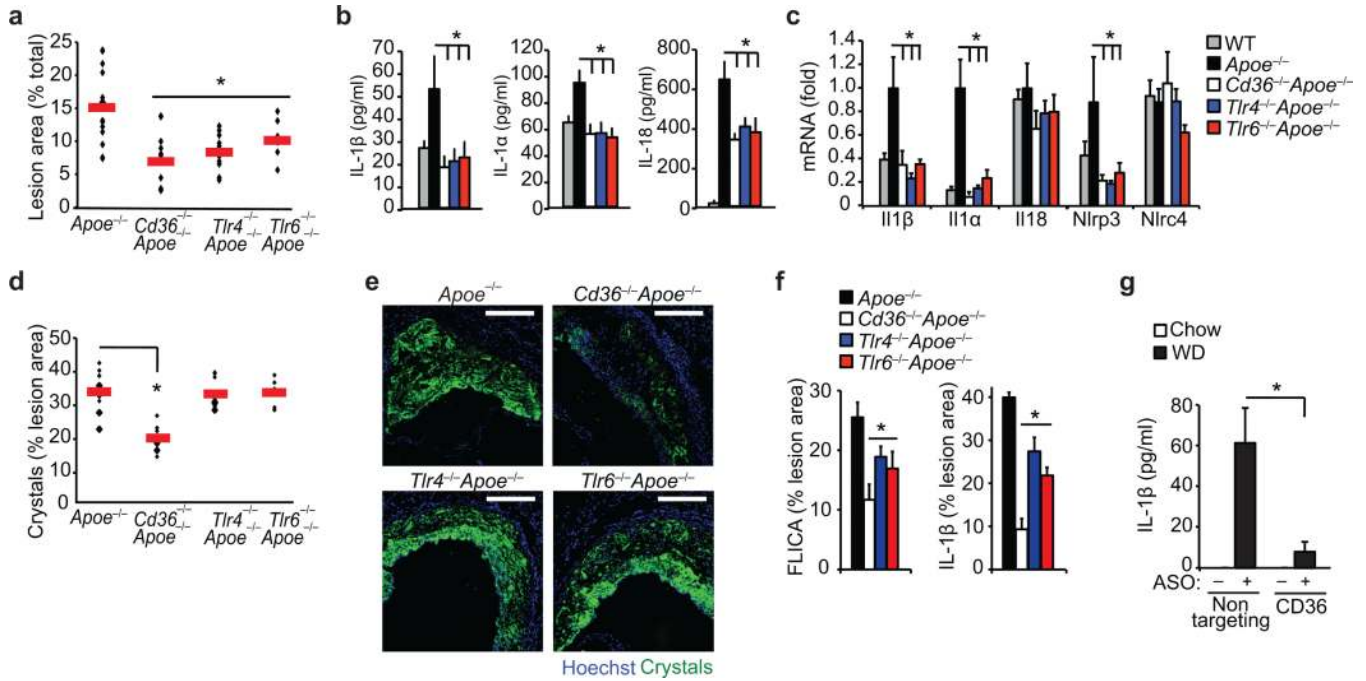 a
Lesion area (% total)
25
20
15
10
5
0
Apoe⁻/⁻
Cd36⁻/⁻
Apoe⁻/⁻
Tlr4⁻/⁻
Apoe⁻/⁻
Tlr6⁻/⁻
Apoe⁻/⁻
*
b
IL-1β (pg/ml)
70
60
50
40
30
20
10
0
*
IL-1α (pg/ml)
120
100
80
60
40
20
0
*
IL-18 (pg/ml)
800
600
400
200
0
*
c
mRNA (fold)
1.4
1.2
1.0
0.8
0.6
0.4
0.2
0
* * *
Il1β Il1α Il18 Nlrp3 Nlrc4
WT
Apoe⁻/⁻
Cd36⁻/⁻Apoe⁻/⁻
Tlr4⁻/⁻Apoe⁻/⁻
Tlr6⁻/⁻Apoe⁻/⁻
d
Crystals (% lesion area)
50
40
30
20
10
0
*
Apoe⁻/⁻
Cd36⁻/⁻
Apoe⁻/⁻
Tlr4⁻/⁻
Apoe⁻/⁻
Tlr6⁻/⁻
Apoe⁻/⁻
e
Apoe⁻/⁻ Cd36⁻/⁻Apoe⁻/⁻
Tlr4⁻/⁻Apoe⁻/⁻ Tlr6⁻/⁻Apoe⁻/⁻
Hoechst Crystals
f
Apoe⁻/⁻
Cd36⁻/⁻Apoe⁻/⁻
Tlr4⁻/⁻Apoe⁻/⁻
Tlr6⁻/⁻Apoe⁻/⁻
FLICA (% lesion area)
30
20
10
0
*
IL-1β (% lesion area)
40
30
20
10
0
*
g
Chow
WD
IL-1β (pg/ml)
80
60
40
20
0
*
ASO: – + – +
Non CD36
targeting